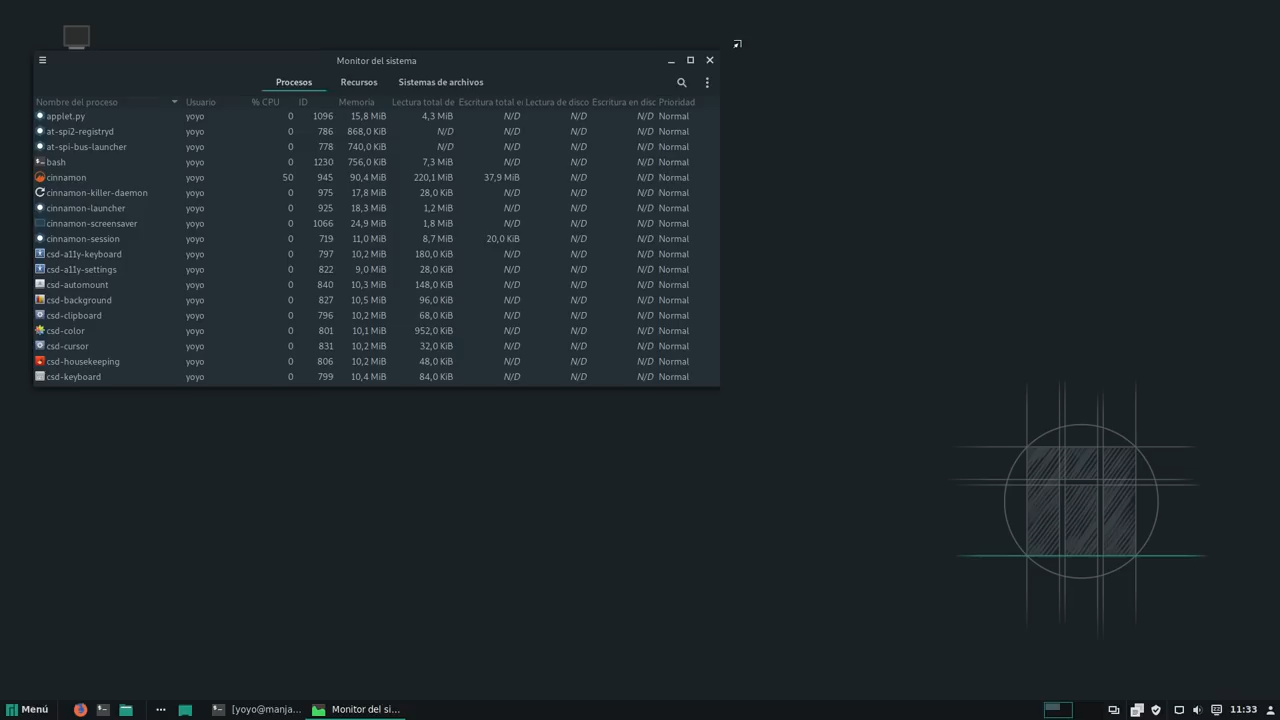 Monitor del sistema
Procesos Recursos Sistemas de archivos
Nombre del proceso Usuario % CPU ID Memoria Lectura total de Escritura total e Lectura de disco Escritura en disc Prioridad
applet.py yoyo 0 1096 15,8 MiB 4,3 MiB N/D N/D N/D Normal
at-spi2-registryd yoyo 0 786 868,0 KiB N/D N/D N/D N/D Normal
at-spi-bus-launcher yoyo 0 778 740,0 KiB N/D N/D N/D N/D Normal
bash yoyo 0 1230 756,0 KiB 7,3 MiB N/D N/D N/D Normal
cinnamon yoyo 50 945 90,4 MiB 220,1 MiB 37,9 MiB N/D N/D Normal
cinnamon-killer-daemon yoyo 0 975 17,8 MiB 28,0 KiB N/D N/D N/D Normal
cinnamon-launcher yoyo 0 925 18,3 MiB 1,2 MiB N/D N/D N/D Normal
cinnamon-screensaver yoyo 0 1066 24,9 MiB 1,8 MiB N/D N/D N/D Normal
cinnamon-session yoyo 0 719 11,0 MiB 8,7 MiB 20,0 KiB N/D N/D Normal
csd-a11y-keyboard yoyo 0 797 10,2 MiB 180,0 KiB N/D N/D N/D Normal
csd-a11y-settings yoyo 0 822 9,0 MiB 28,0 KiB N/D N/D N/D Normal
csd-automount yoyo 0 840 10,3 MiB 148,0 KiB N/D N/D N/D Normal
csd-background yoyo 0 827 10,5 MiB 96,0 KiB N/D N/D N/D Normal
csd-clipboard yoyo 0 796 10,2 MiB 68,0 KiB N/D N/D N/D Normal
csd-color yoyo 0 801 10,1 MiB 952,0 KiB N/D N/D N/D Normal
csd-cursor yoyo 0 831 10,2 MiB 32,0 KiB N/D N/D N/D Normal
csd-housekeeping yoyo 0 806 10,2 MiB 48,0 KiB N/D N/D N/D Normal
csd-keyboard yoyo 0 799 10,4 MiB 84,0 KiB N/D N/D N/D Normal
Menú [yoyo@manja... Monitor del si... 11:33